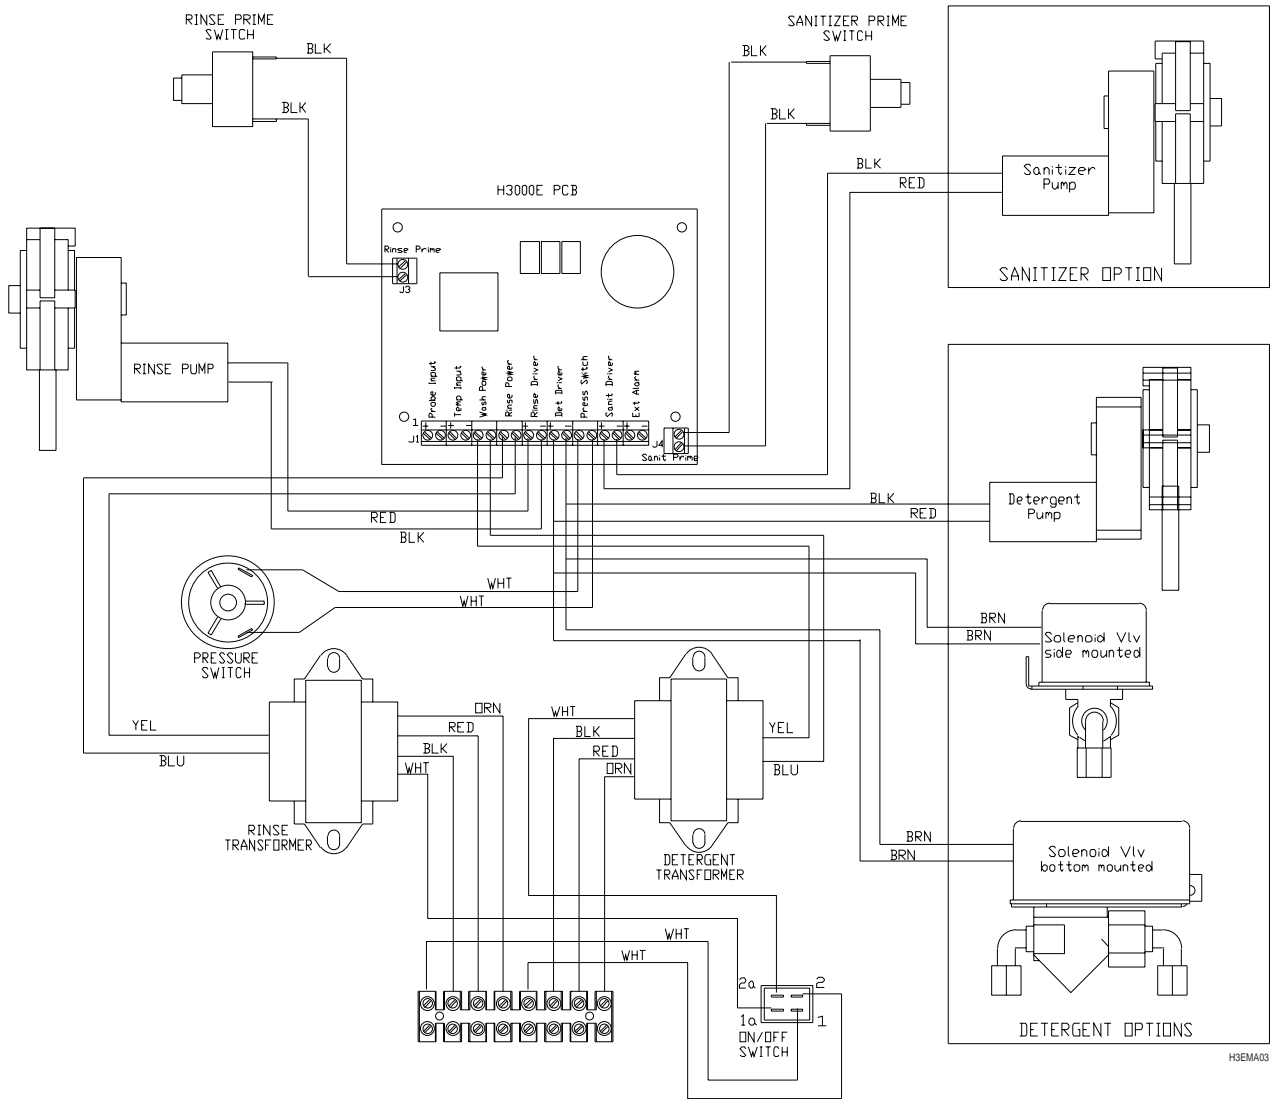 RINSE PRIME
SWITCH
BLK
BLK
SANITIZER PRIME
SWITCH
BLK
BLK
BLK
RED
Sanitizer
Pump
SANITIZER OPTION
H3000E PCB
Rinse Prime
J3
RINSE PUMP
Probe Input
Temp Input
Wash Power
Rinse Power
Rinse Driver
Det Driver
Press Switch
Sanit Driver
Ext Alarm
1
+ - + - + - + - + - + -
J1
J4
Sanit Prime
RED
BLK
BLK
RED
Detergent
Pump
WHT
WHT
PRESSURE
SWITCH
BRN
BRN
Solenoid Vlv
side mounted
YEL
BLU
ORN
RED
BLK
WHT
RINSE
TRANSFORMER
WHT
BLK
RED
ORN
YEL
BLU
DETERGENT
TRANSFORMER
BRN
BRN
Solenoid Vlv
bottom mounted
WHT
WHT
2a
2
1a
1
ON/OFF
SWITCH
DETERGENT OPTIONS
H3EMA03